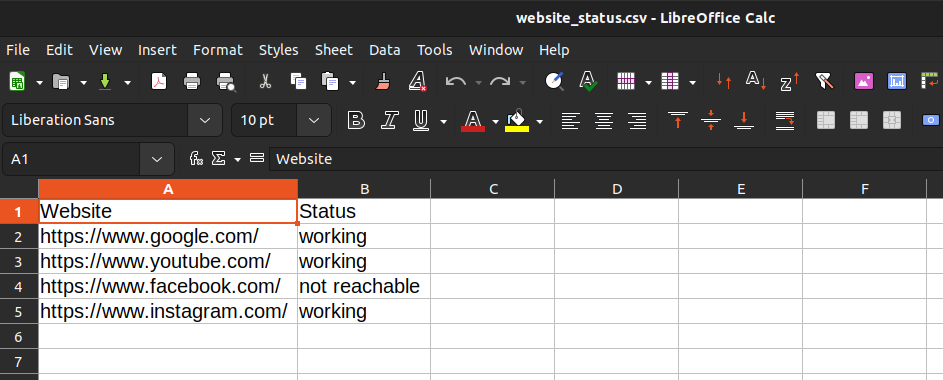 website_status.csv - LibreOffice Calc
File Edit View Insert Format Styles Sheet Data Tools Window Help
Liberation Sans 10 pt B I U A
A1 fx Σ = Website
A B C D E F
1 Website Status
2 https://www.google.com/ working
3 https://www.youtube.com/ working
4 https://www.facebook.com/ not reachable
5 https://www.instagram.com/ working
6
7